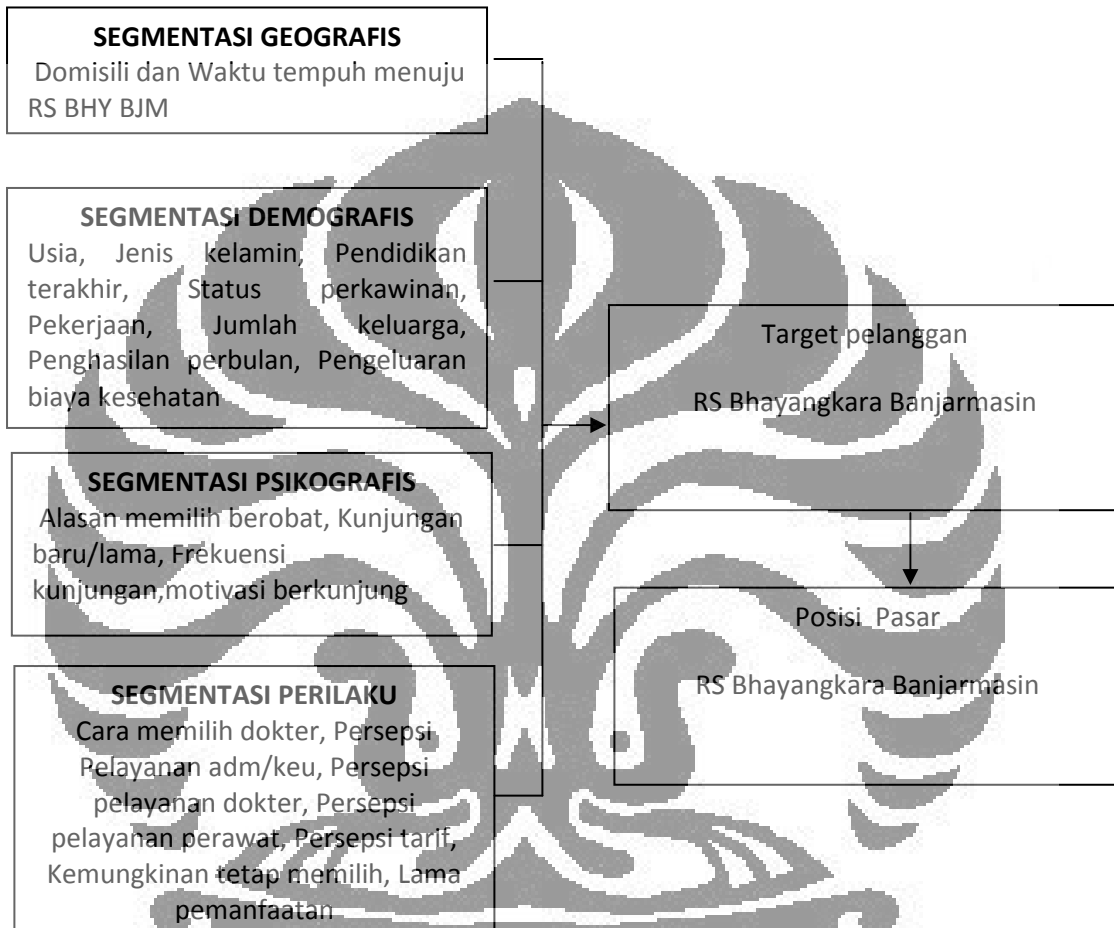 SEGMENTASI GEOGRAFIS
Domisili dan Waktu tempuh menuju
RS BHY BJM
SEGMENTASI DEMOGRAFIS
Usia, Jenis kelamin, Pendidikan
terakhir, Status perkawinan,
Pekerjaan, Jumlah keluarga,
Penghasilan perbulan, Pengeluaran
biaya kesehatan
SEGMENTASI PSIKOGRAFIS
Alasan memilih berobat, Kunjungan
baru/lama, Frekuensi
kunjungan,motivasi berkunjung
SEGMENTASI PERILAKU
Cara memilih dokter, Persepsi
Pelayanan adm/keu, Persepsi
pelayanan dokter, Persepsi
pelayanan perawat, Persepsi tarif,
Kemungkinan tetap memilih, Lama
pemanfaatan
Target pelanggan
RS Bhayangkara Banjarmasin
Posisi Pasar
RS Bhayangkara Banjarmasin